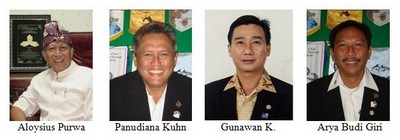 Aloysius Purwa
Panudiana Kuhn
Gunawan K.
Arya Budi Giri